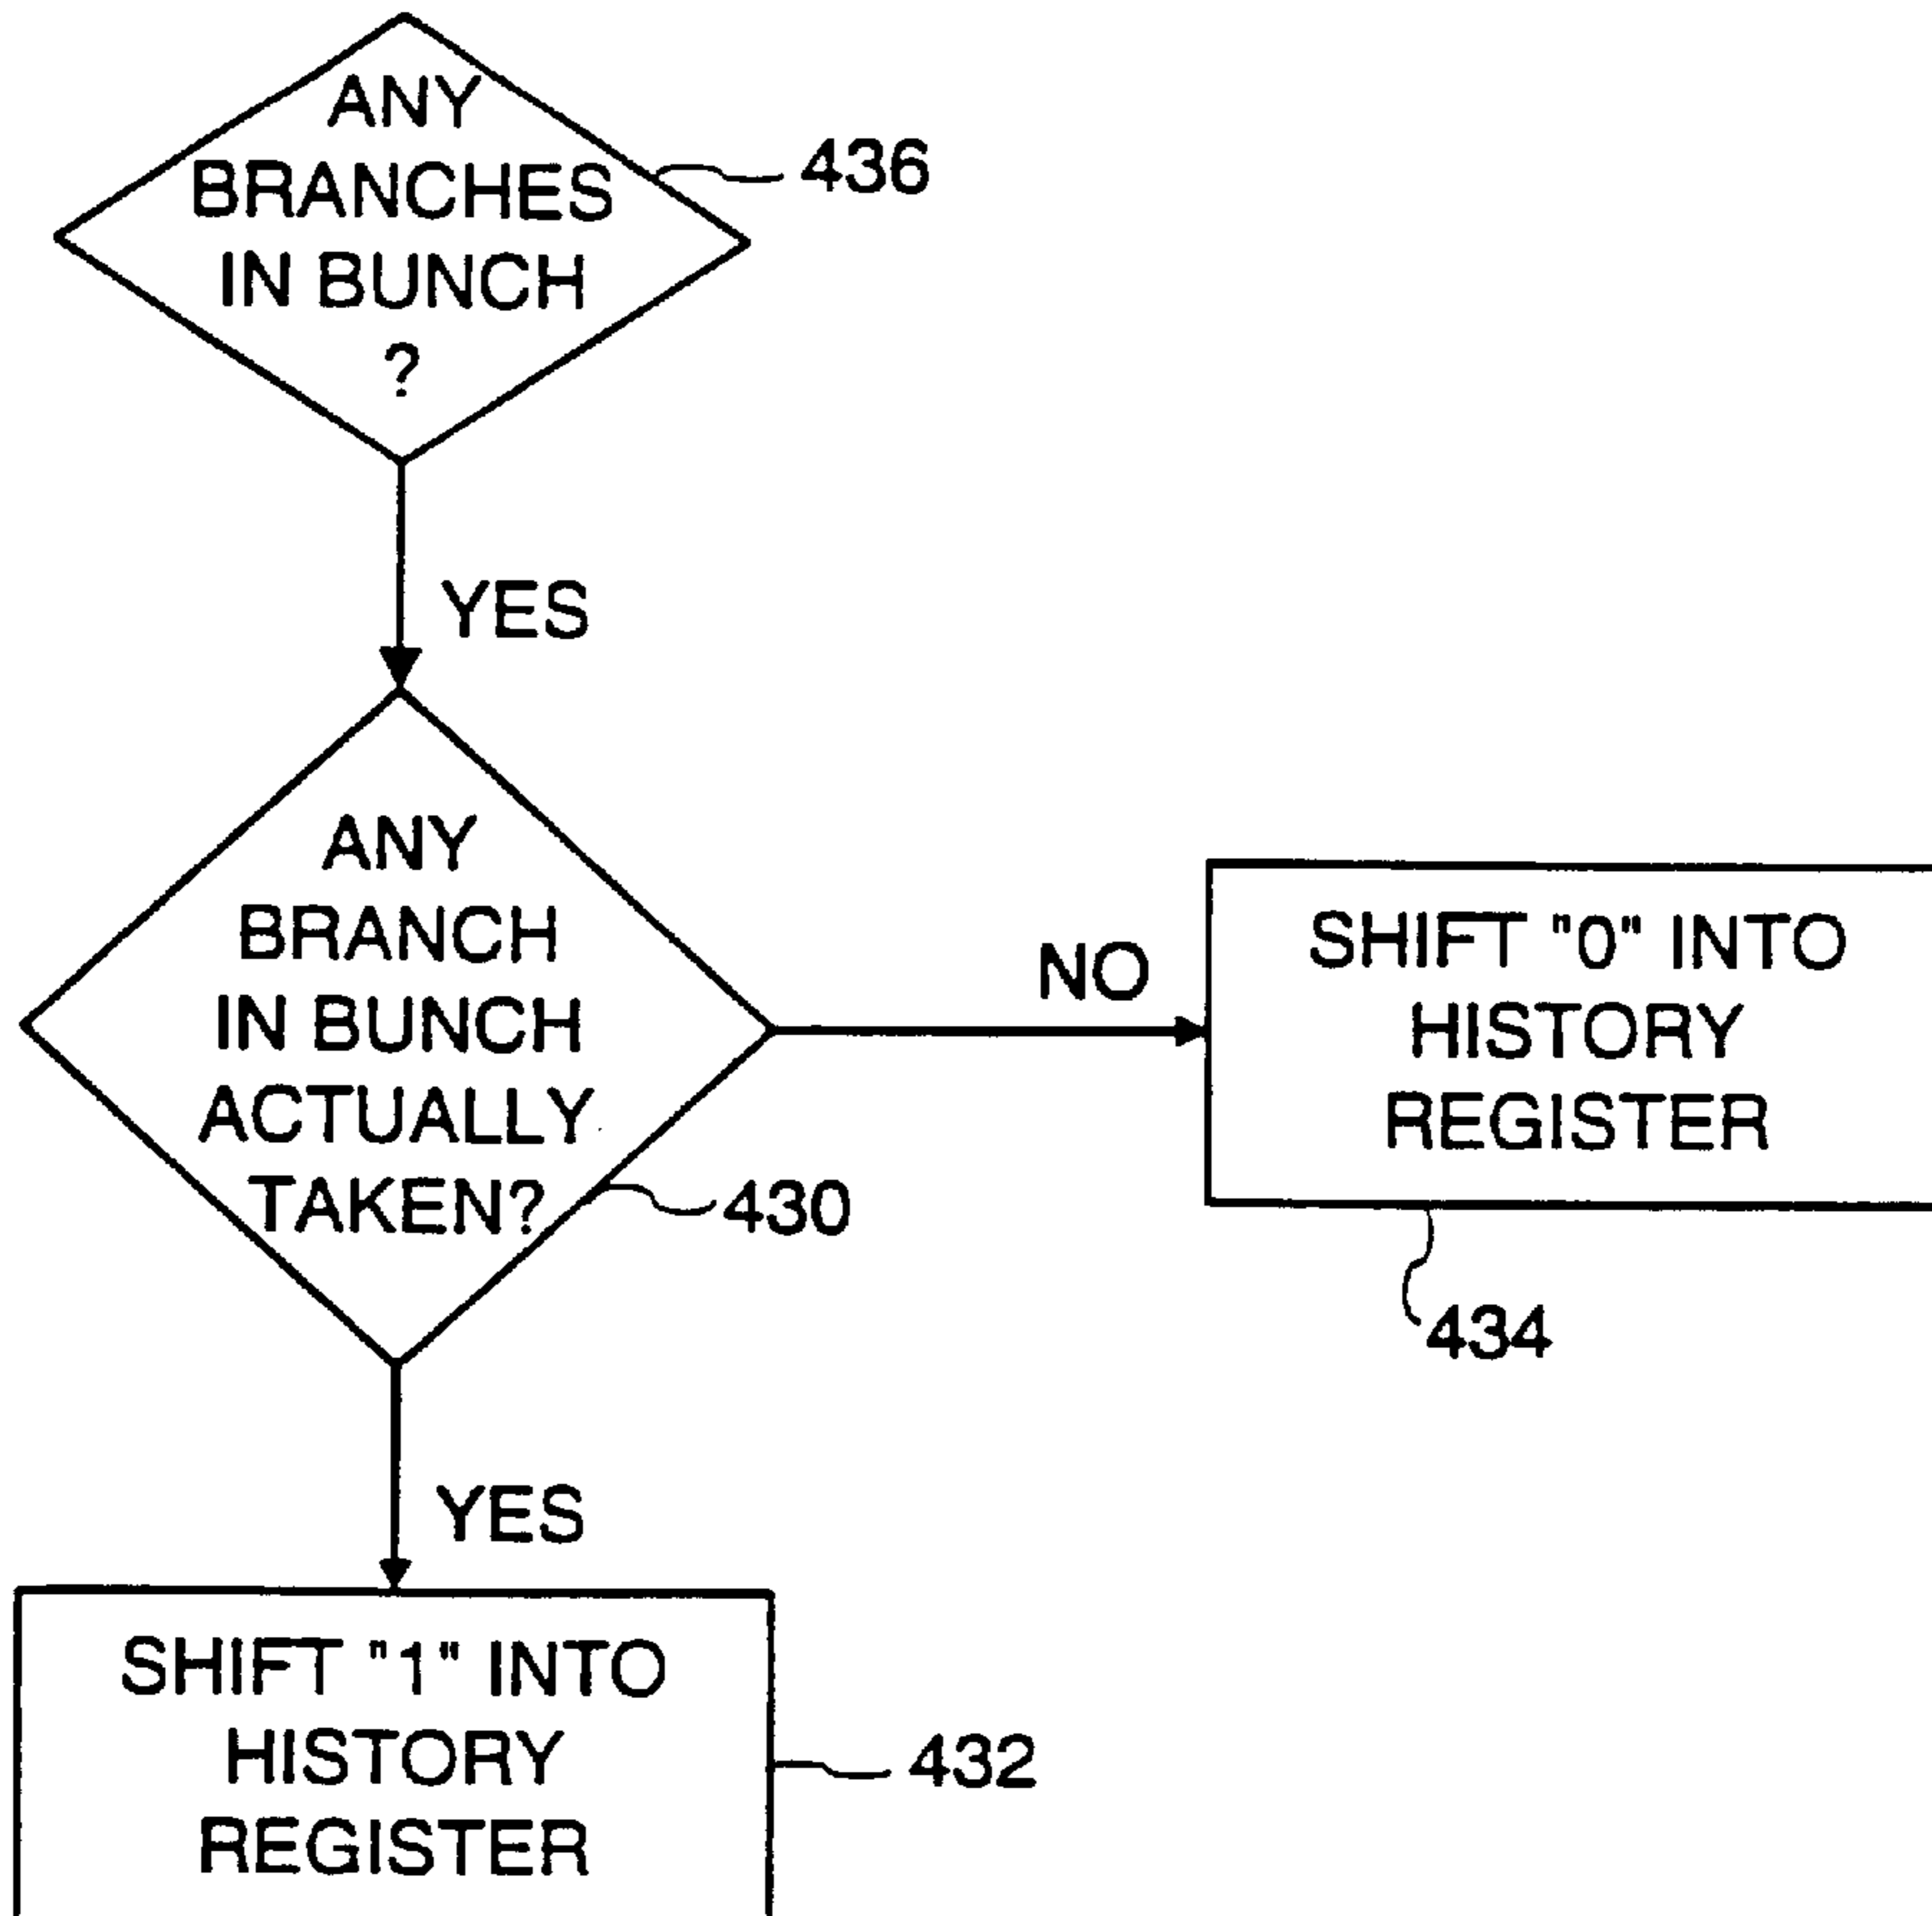 ANY
BRANCHES
IN BUNCH
?
436
YES
ANY
BRANCH
IN BUNCH
ACTUALLY
TAKEN?
430
NO
SHIFT "0" INTO
HISTORY
REGISTER
434
YES
SHIFT "1" INTO
HISTORY
REGISTER
432